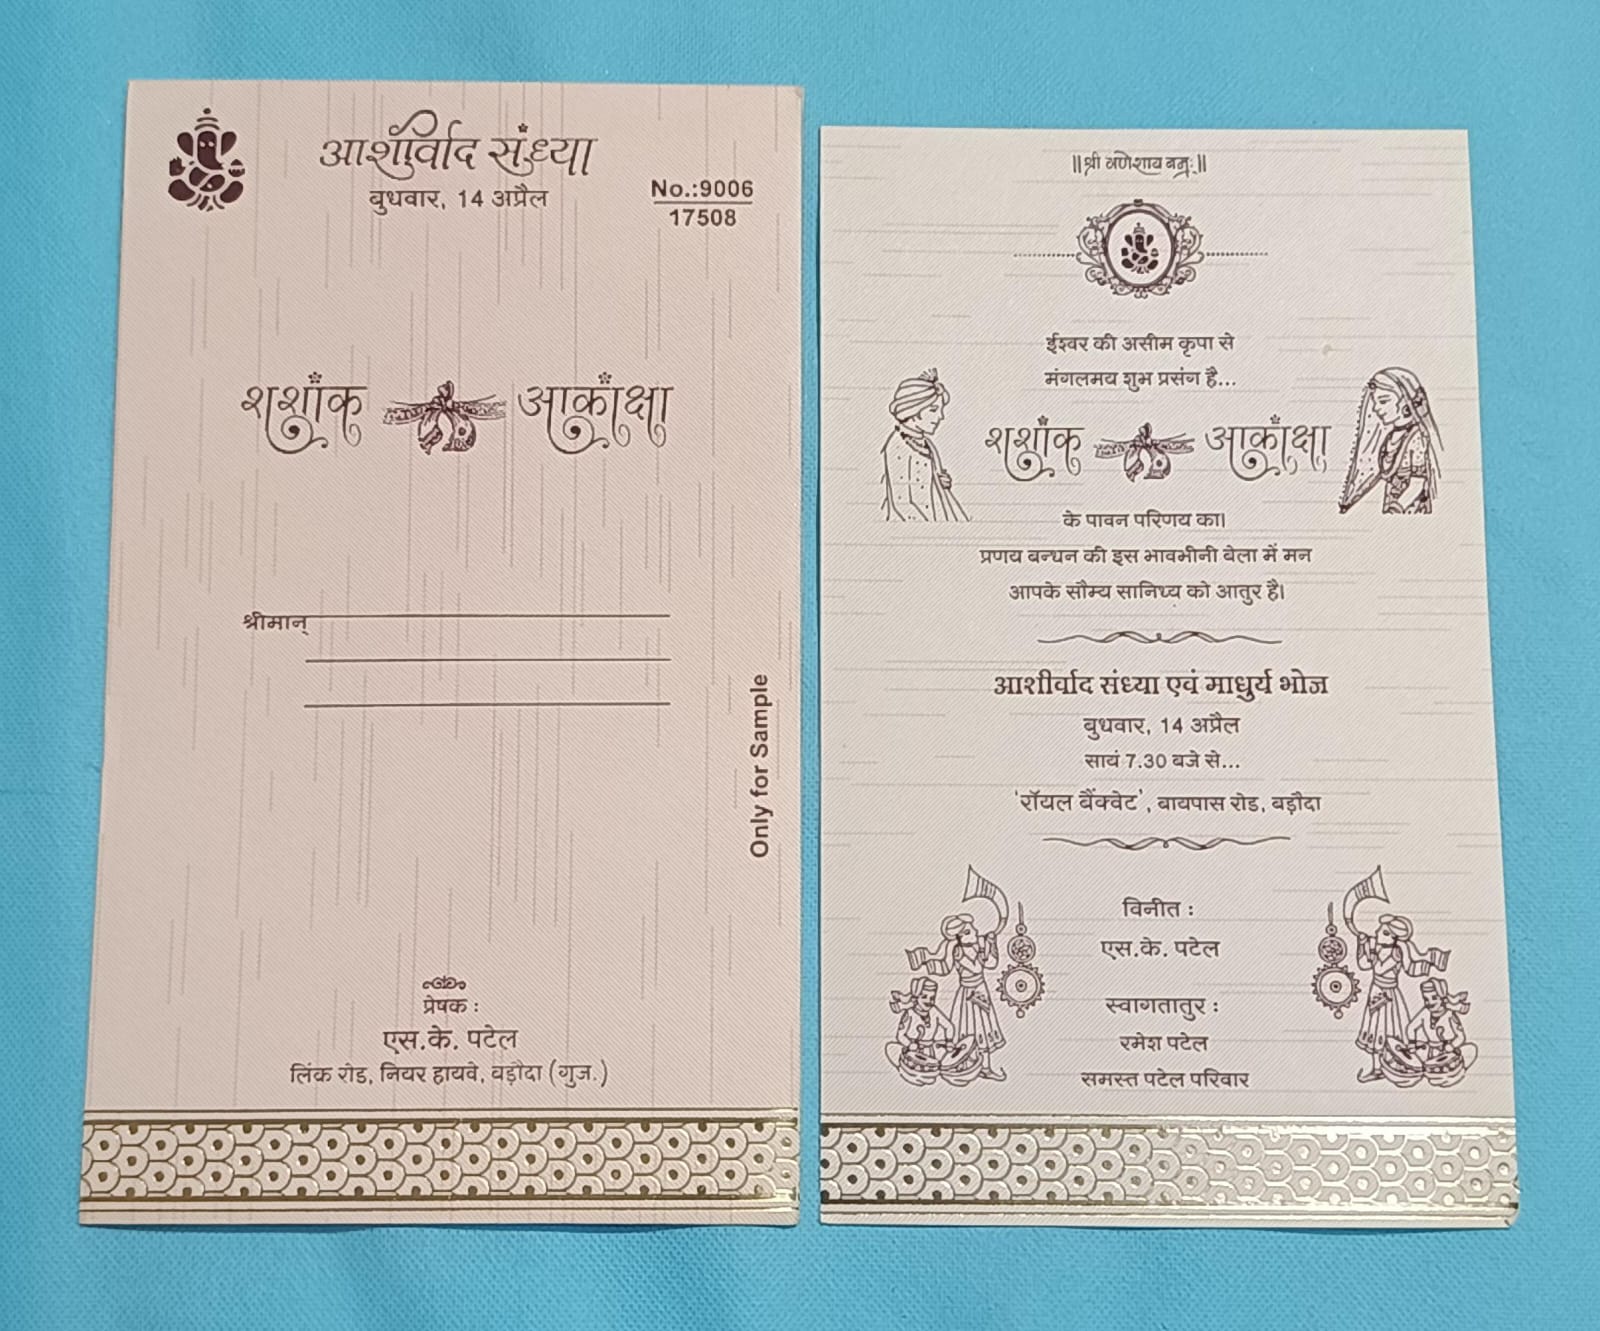 आशीर्वाद संध्या
बुधवार, 14 अप्रैल
No.:9006
17508
शशांक आकांक्षा
श्रीमान्
Only for Sample
प्रेषक :
एस.के. पटेल
लिंक रोड, नियर हायवे, बड़ौदा (गुज.)
||श्री गणेशाय नमः||
ईश्वर की असीम कृपा से
मंगलमय शुभ प्रसंग है...
शशांक आकांक्षा
के पावन परिणय का।
प्रणय बन्धन की इस भावभीनी बेला में मन
आपके सौम्य सानिध्य को आतुर है।
आशीर्वाद संध्या एवं माधुर्य भोज
बुधवार, 14 अप्रैल
सायं 7.30 बजे से...
'रॉयल बैंक्वेट', बायपास रोड, बड़ौदा
विनीत :
एस.के. पटेल
स्वागतातुर :
रमेश पटेल
समस्त पटेल परिवार